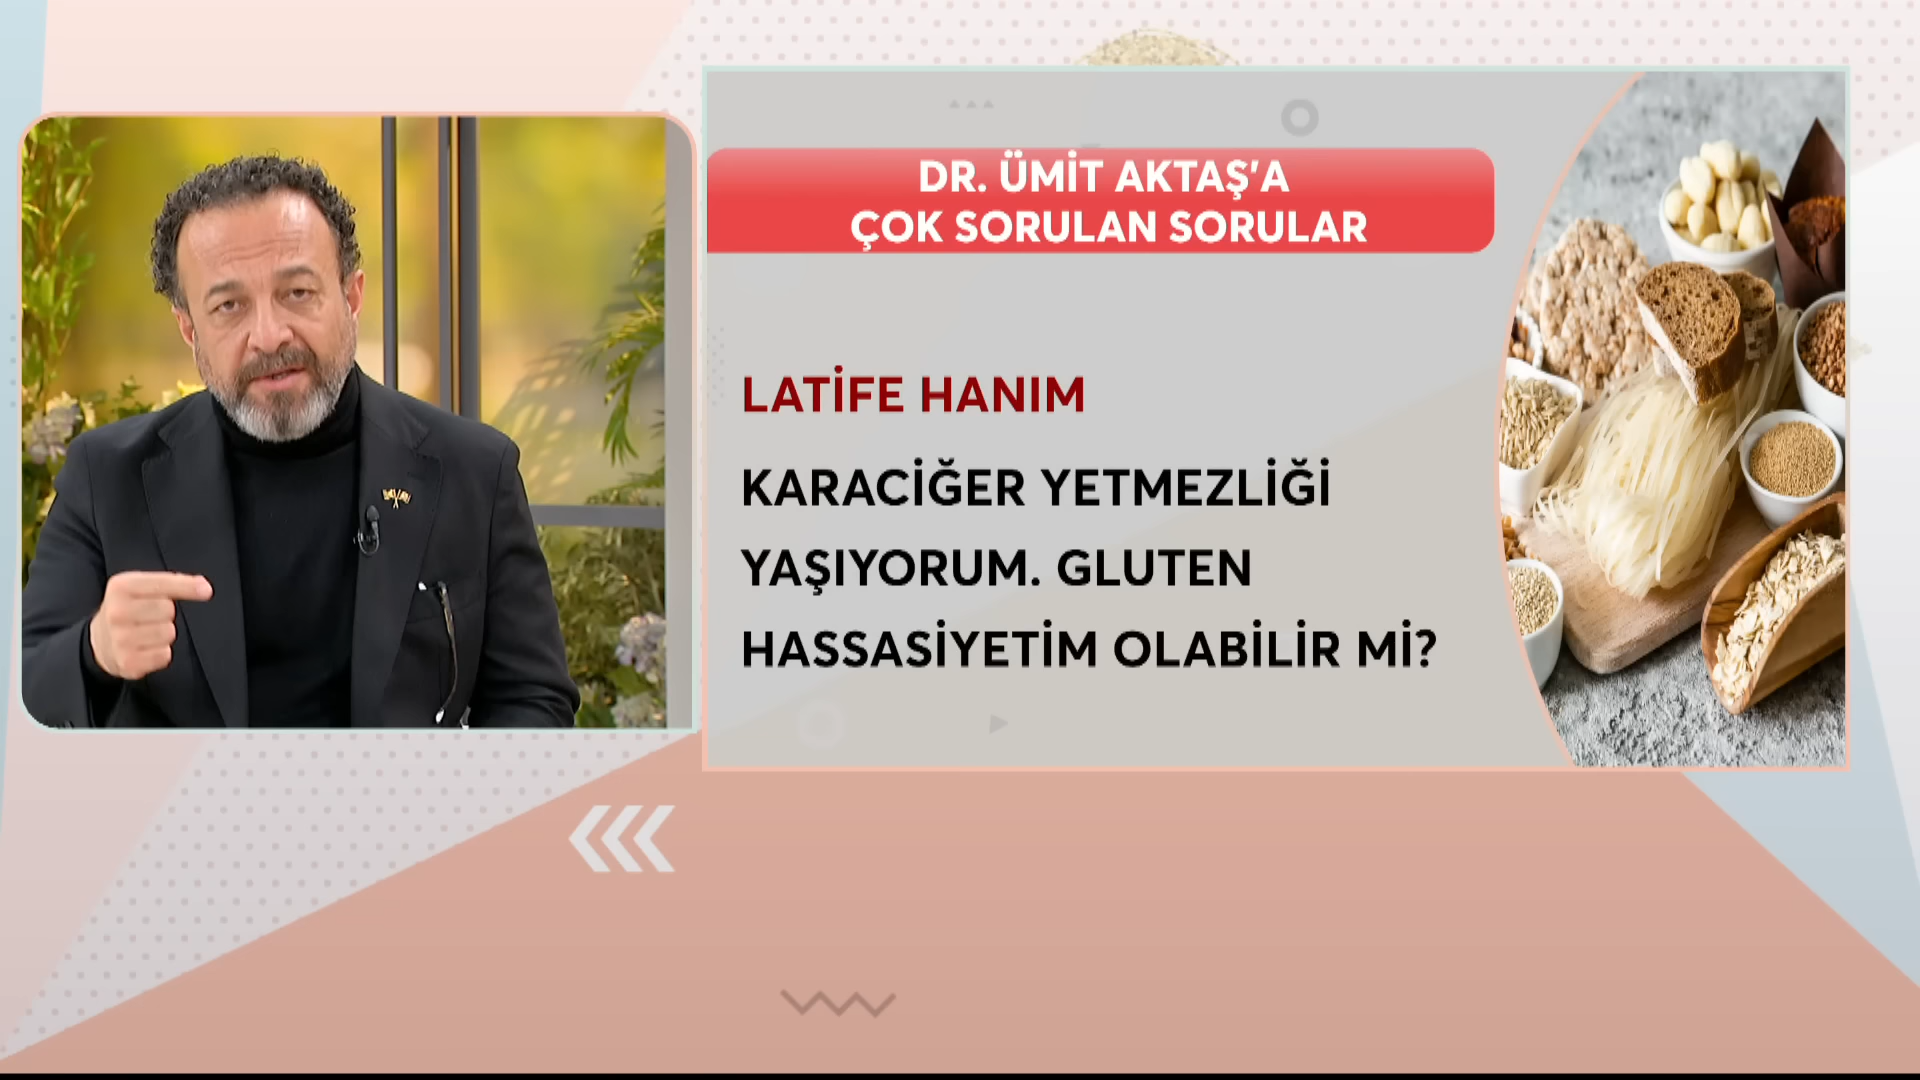 DR. ÜMİT AKTAŞ'A
ÇOK SORULAN SORULAR
LATİFE HANIM
KARACİĞER YETMEZLİĞİ
YAŞIYORUM. GLUTEN
HASSASİYETİM OLABİLİR Mİ?